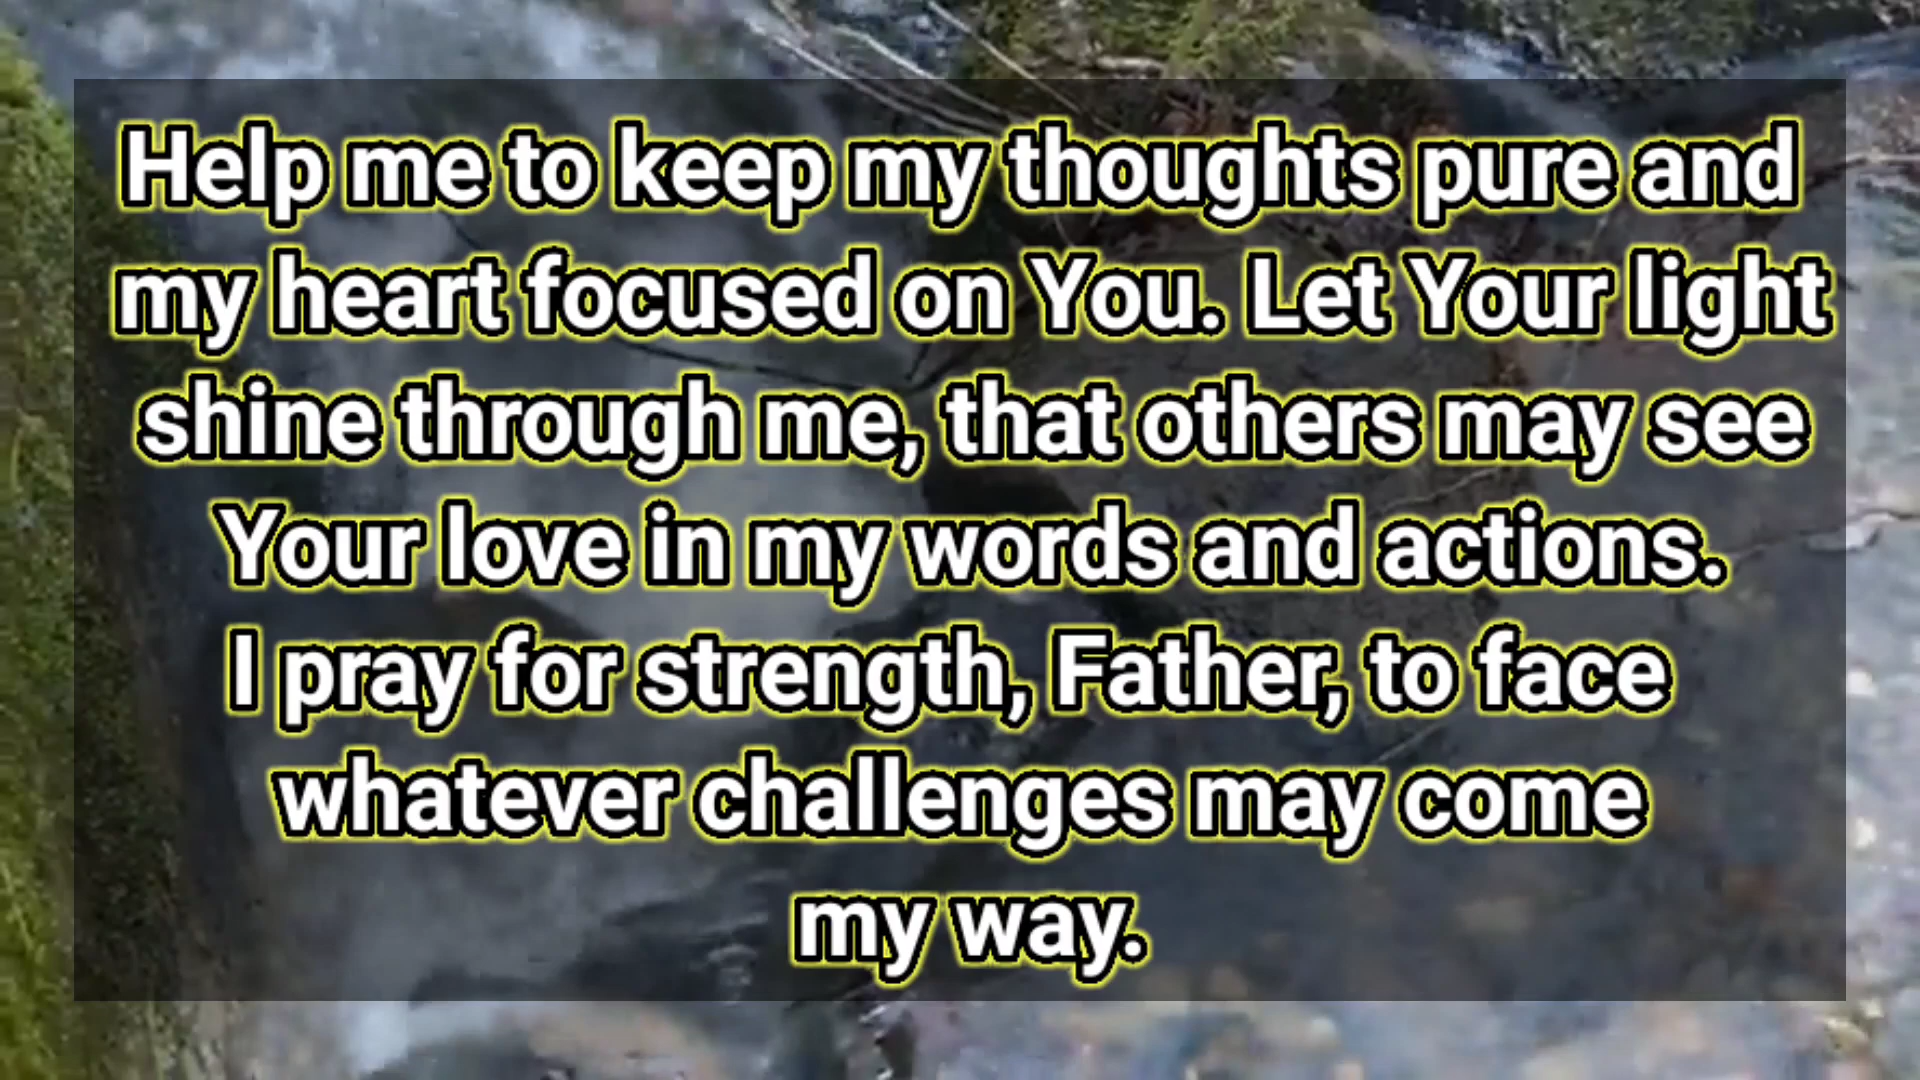 Help me to keep my thoughts pure and
my heart focused on You. Let Your light
shine through me, that others may see
Your love in my words and actions.
I pray for strength, Father, to face
whatever challenges may come
my way.